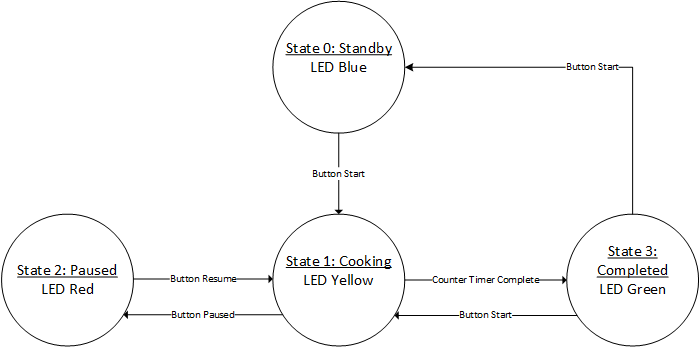 State 0: Standby
LED Blue
Button Start
Button Start
State 2: Paused
LED Red
Button Resume
Button Paused
State 1: Cooking
LED Yellow
Counter Timer Complete
Button Start
State 3:
Completed
LED Green